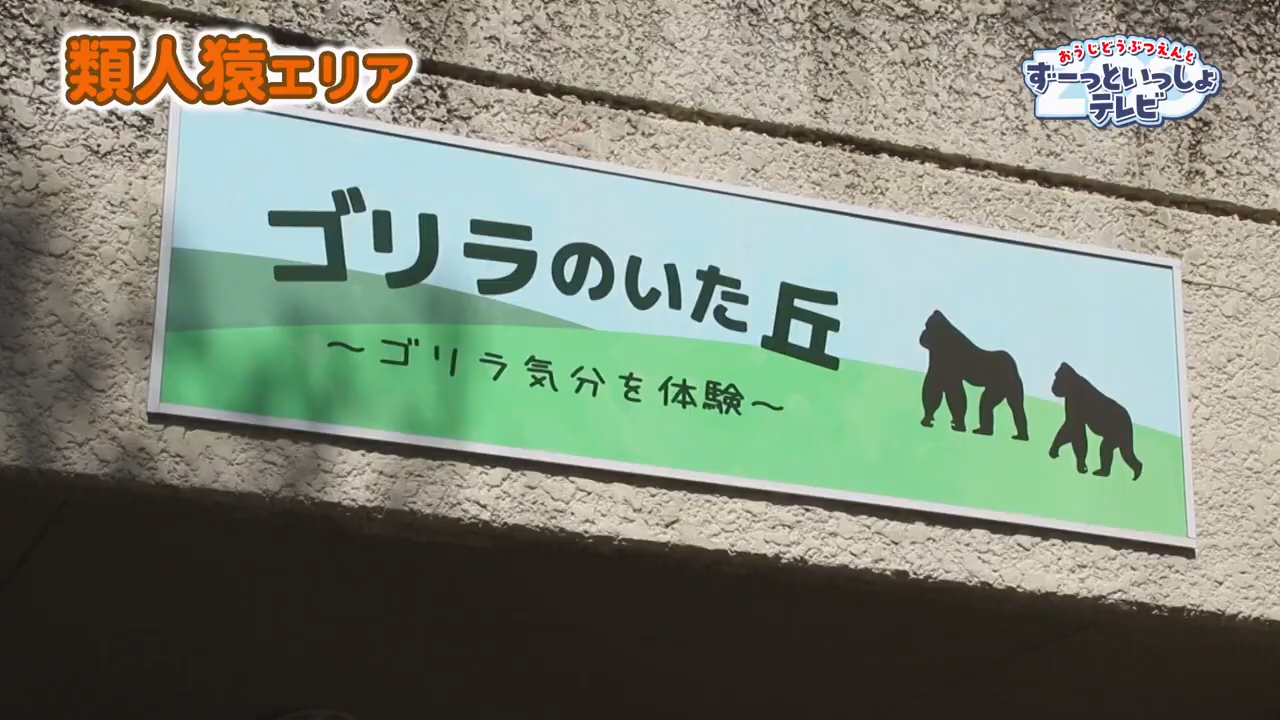 類人猿エリア
おうじどうぶつえんと
ずーっといっしょ
テレビ
ゴリラのいた丘
～ゴリラ気分を体験～